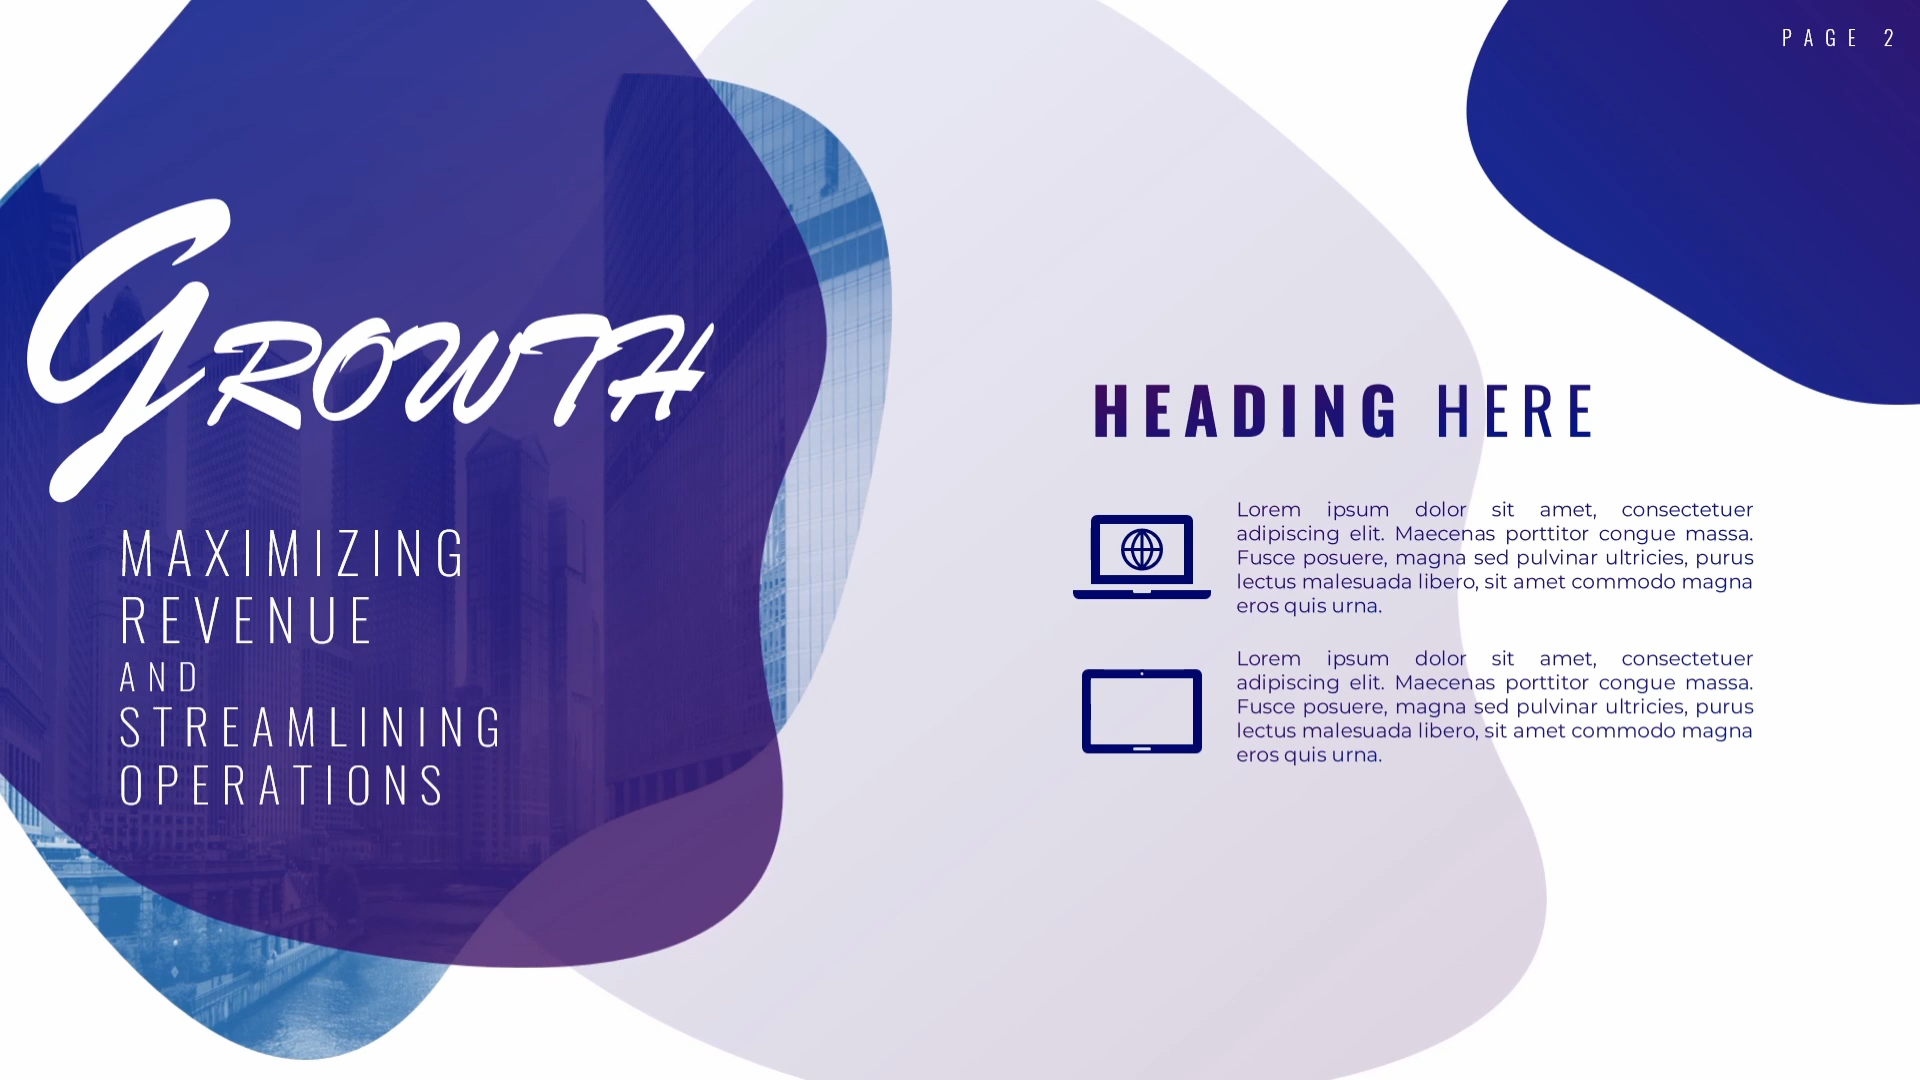 PAGE 2
GROWTH
MAXIMIZING
REVENUE
AND
STREAMLINING
OPERATIONS
HEADING HERE
Lorem ipsum dolor sit amet, consectetuer
adipiscing elit. Maecenas porttitor congue massa.
Fusce posuere, magna sed pulvinar ultricies, purus
lectus malesuada libero, sit amet commodo magna
eros quis urna.
Lorem ipsum dolor sit amet, consectetuer
adipiscing elit. Maecenas porttitor congue massa.
Fusce posuere, magna sed pulvinar ultricies, purus
lectus malesuada libero, sit amet commodo magna
eros quis urna.